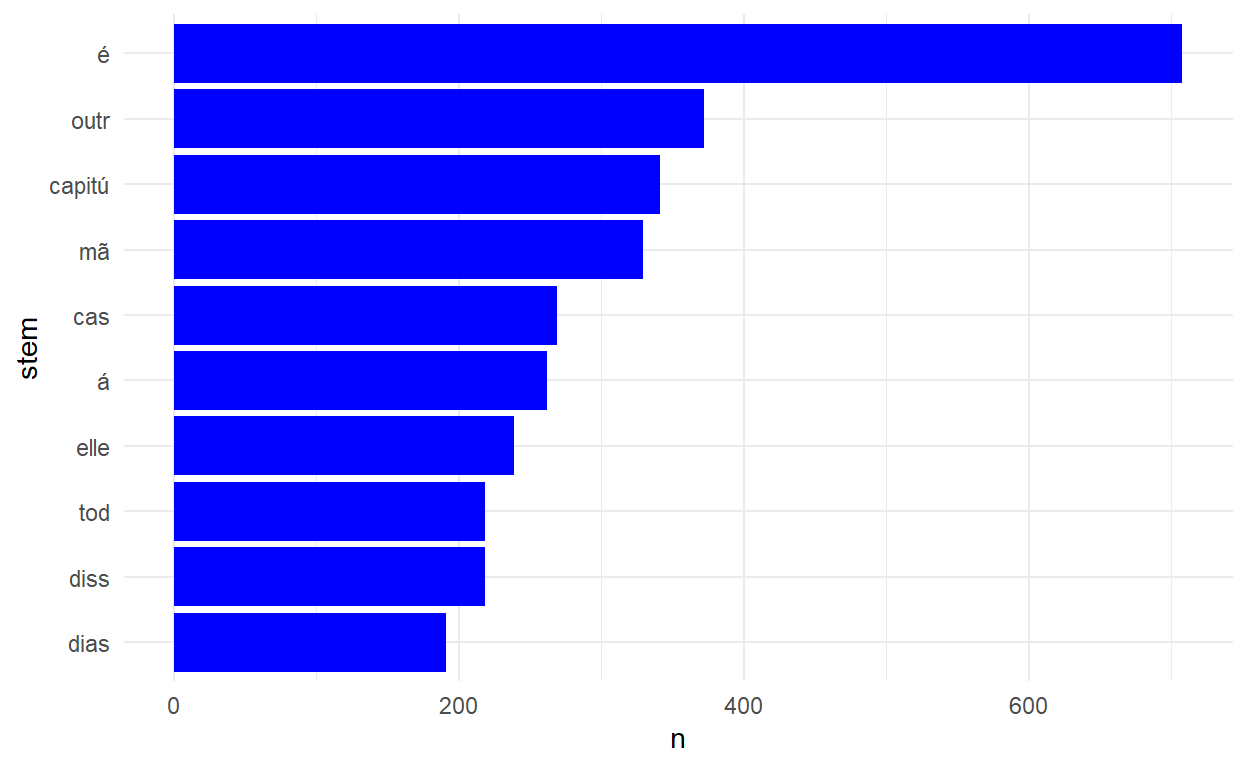 é
outr
capitú
mã
cas
á
elle
tod
diss
dias
stem
0 200 400 600
n